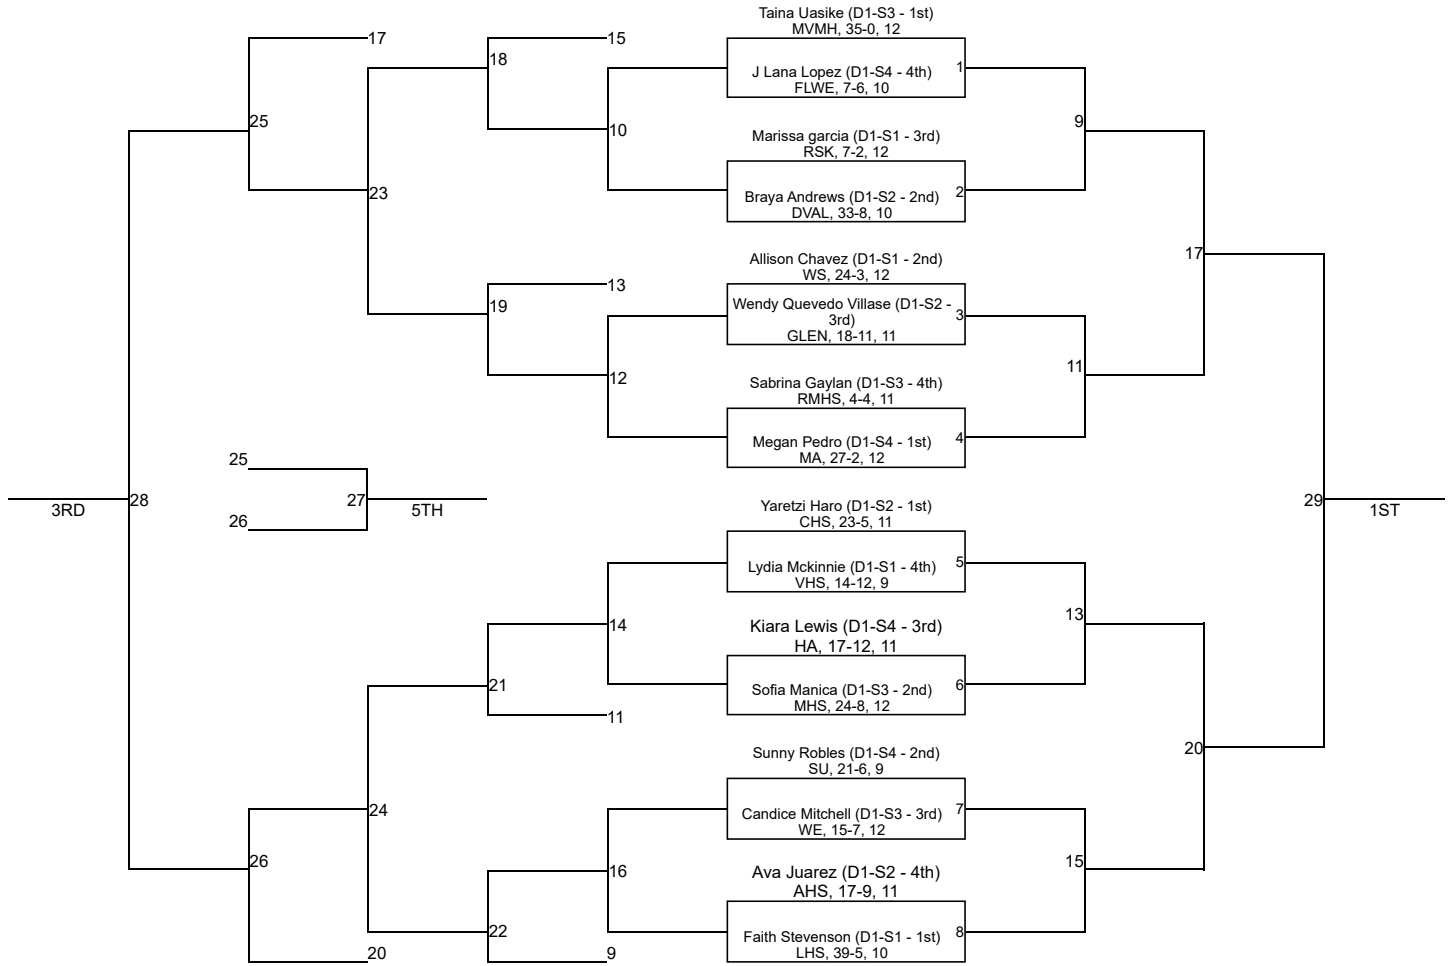 Taina Uasike (D1-S3 - 1st)
MVMH, 35-0, 12
J Lana Lopez (D1-S4 - 4th)
FLWE, 7-6, 10
1
Marissa garcia (D1-S1 - 3rd)
RSK, 7-2, 12
Braya Andrews (D1-S2 - 2nd)
DVAL, 33-8, 10
2
Allison Chavez (D1-S1 - 2nd)
WS, 24-3, 12
Wendy Quevedo Villase (D1-S2 -
3rd)
GLEN, 18-11, 11
3
Sabrina Gaylan (D1-S3 - 4th)
RMHS, 4-4, 11
Megan Pedro (D1-S4 - 1st)
MA, 27-2, 12
4
Yaretzi Haro (D1-S2 - 1st)
CHS, 23-5, 11
Lydia Mckinnie (D1-S1 - 4th)
VHS, 14-12, 9
5
Kiara Lewis (D1-S4 - 3rd)
HA, 17-12, 11
Sofia Manica (D1-S3 - 2nd)
MHS, 24-8, 12
6
Sunny Robles (D1-S4 - 2nd)
SU, 21-6, 9
Candice Mitchell (D1-S3 - 3rd)
WE, 15-7, 12
7
Ava Juarez (D1-S2 - 4th)
AHS, 17-9, 11
Faith Stevenson (D1-S1 - 1st)
LHS, 39-5, 10
8
9
11
13
15
17
20
29
1ST
15
10
13
12
14
11
16
9
18
19
21
22
17
23
24
20
25
26
28
3RD
25
26
27
5TH